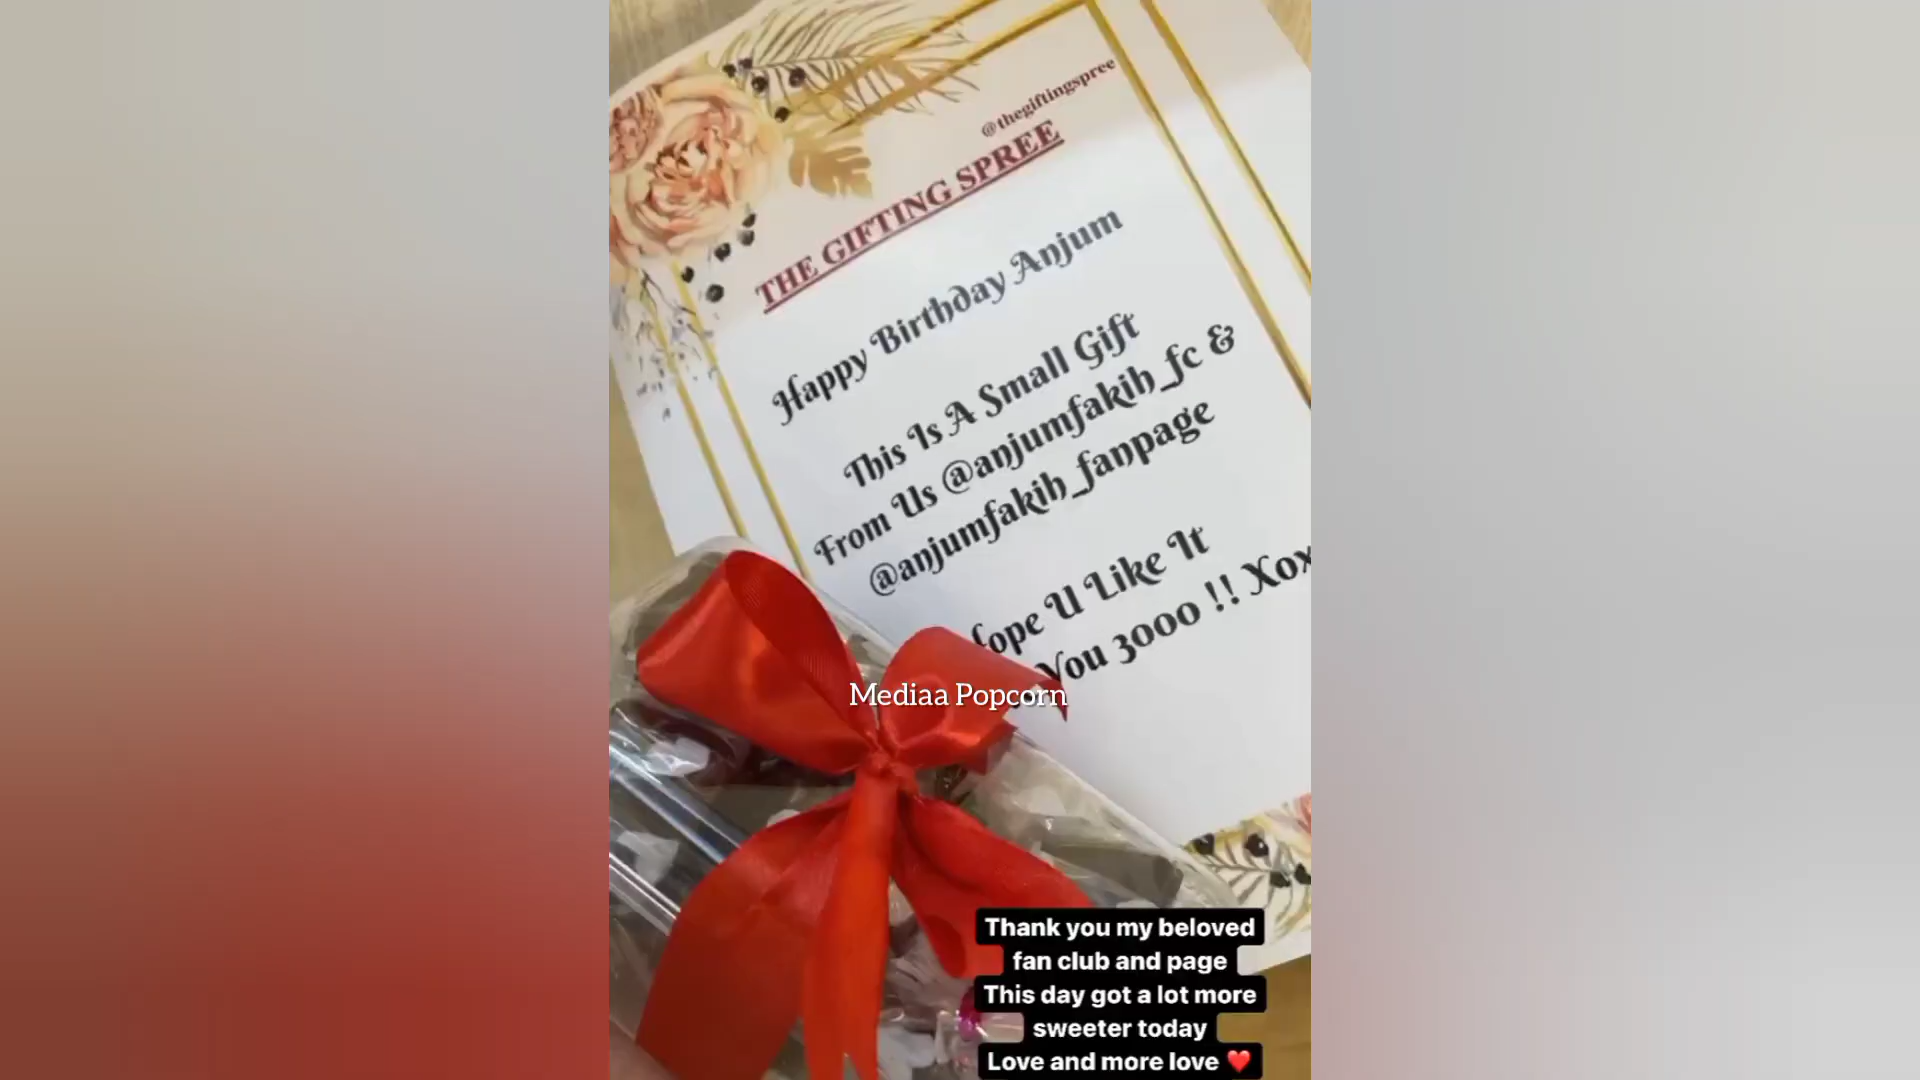 @thegiftingspree
THE GIFTING SPREE
Happy Birthday Anjum
This Is A Small Gift
From Us @anjumfakih_fc &
@anjumfakih_fanpage
U Like It
You 3000 !! Xox
Mediaa Popcorn
Thank you my beloved
fan club and page
This day got a lot more
sweeter today
Love and more love ❤️